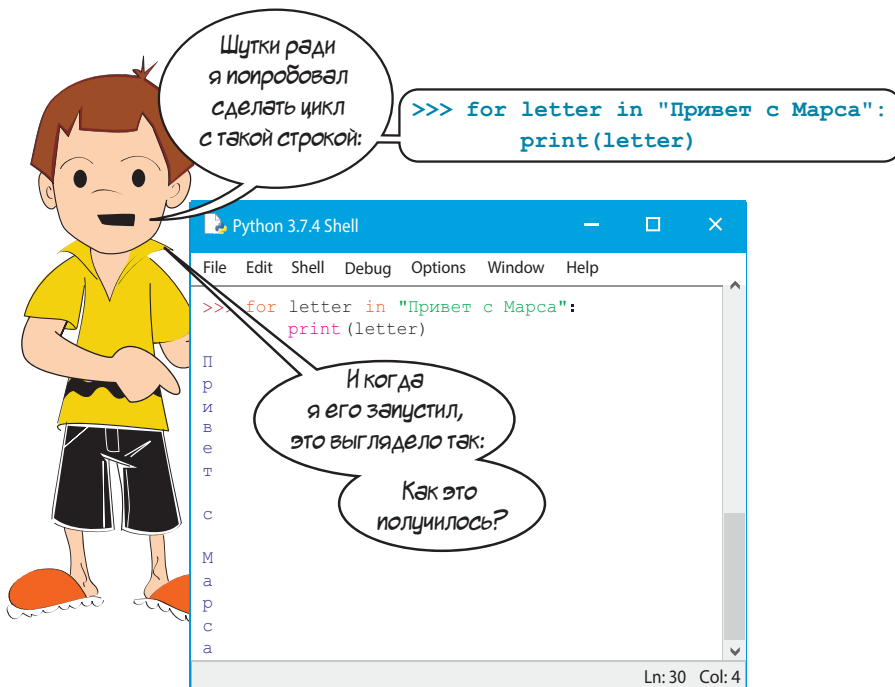 Шутки ради
я попробовал
сделать цикл
с такой строкой:
>>> for letter in "Привет с Марса":
print(letter)
Python 3.7.4 Shell
File Edit Shell Debug Options Window Help
>>> for letter in "Привет с Марса":
print(letter)
П
р
и
в
е
т
с
М
а
р
с
а
И когда
я его запустил,
это выглядело так:
Как это
получилось?
Ln: 30 Col: 4